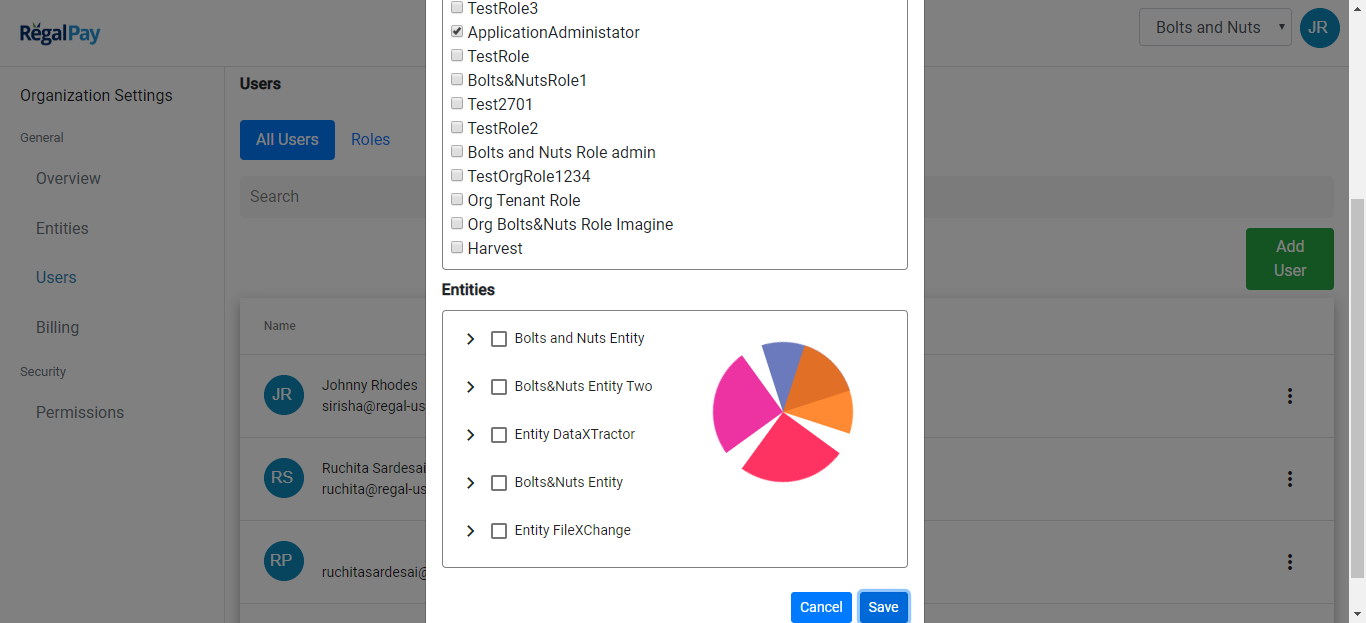 RegalPay
Bolts and Nuts
JR
Organization Settings
General
Overview
Entities
Users
Billing
Security
Permissions
Users
All Users
Roles
Search
Add
User
Name
JR
Johnny Rhodes
sirisha@regal-us
RS
Ruchita Sardesai
ruchita@regal-us
RP
ruchitasardesai@
TestRole3
ApplicationAdministator
TestRole
Bolts&NutsRole1
Test2701
TestRole2
Bolts and Nuts Role admin
TestOrgRole1234
Org Tenant Role
Org Bolts&Nuts Role Imagine
Harvest
Entities
Bolts and Nuts Entity
Bolts&Nuts Entity Two
Entity DataXTractor
Bolts&Nuts Entity
Entity FileXChange
Cancel
Save